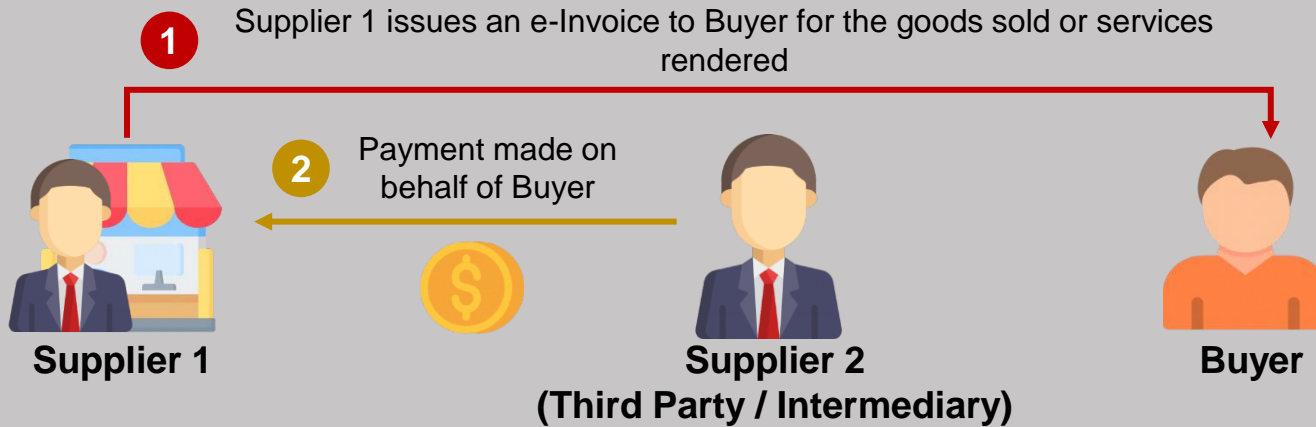 1
Supplier 1 issues an e-Invoice to Buyer for the goods sold or services
rendered
2
Payment made on
behalf of Buyer
$
Supplier 1
Supplier 2
(Third Party / Intermediary)
Buyer